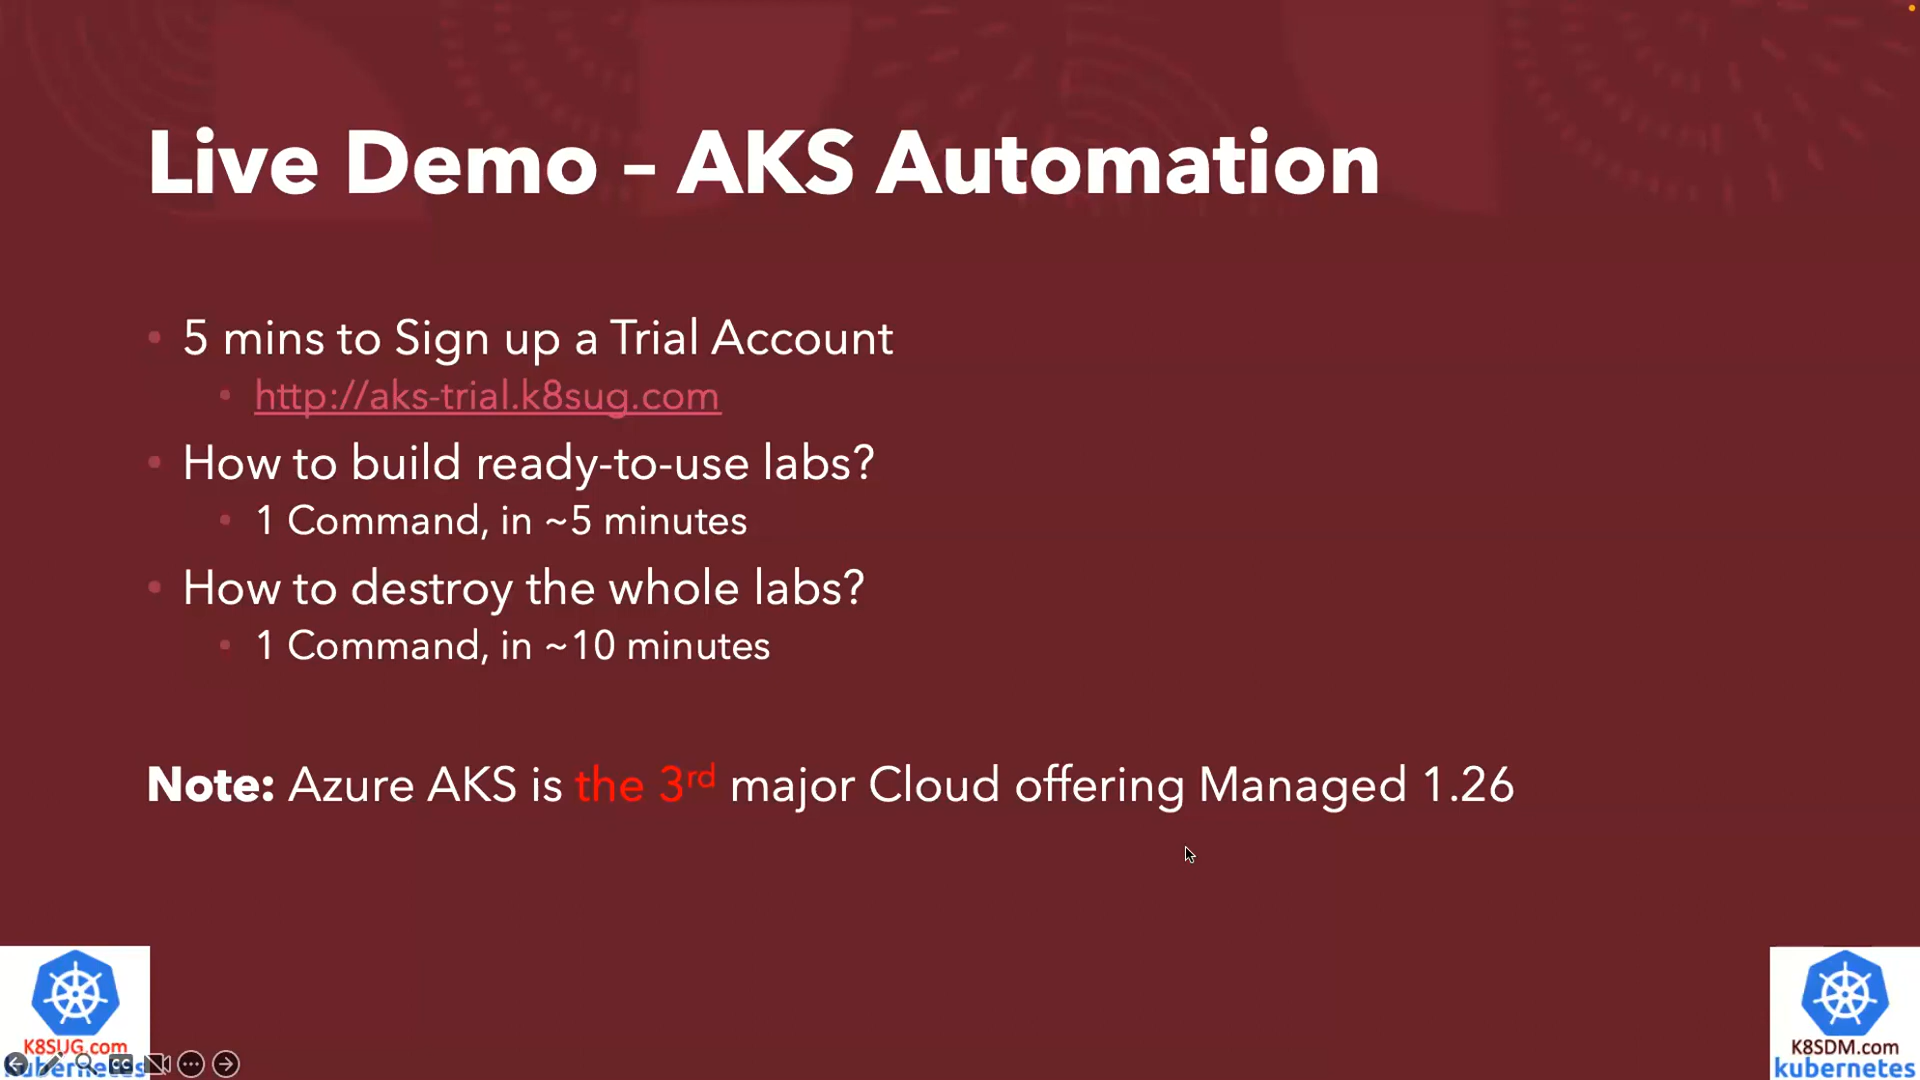 Live Demo – AKS Automation
• 5 mins to Sign up a Trial Account
• http://aks-trial.k8sug.com
• How to build ready-to-use labs?
• 1 Command, in ~5 minutes
• How to destroy the whole labs?
• 1 Command, in ~10 minutes
Note: Azure AKS is the 3rd major Cloud offering Managed 1.26
K8SUG.com
kubernetes
CC
K8SDM.com
kubernetes